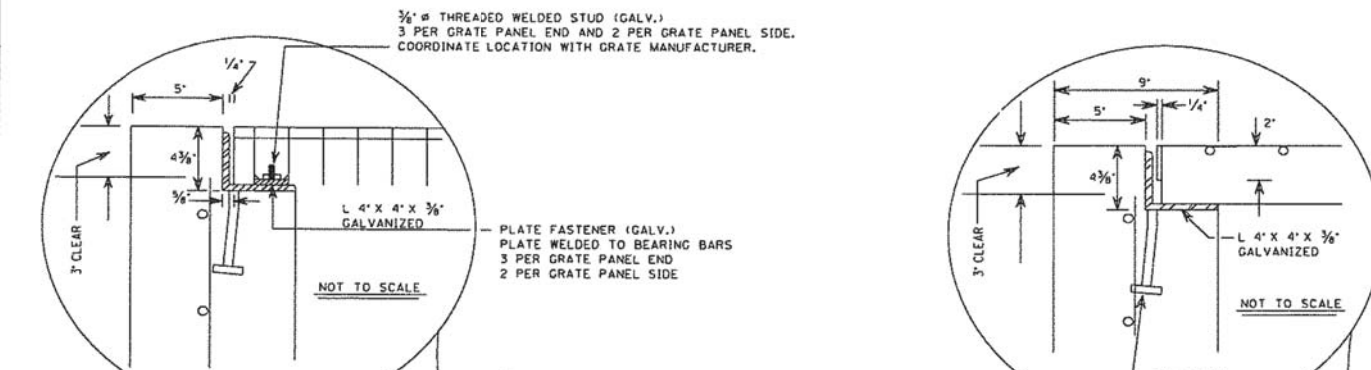 3/8" ø THREADED WELDED STUD (GALV.)
3 PER GRATE PANEL END AND 2 PER GRATE PANEL SIDE.
COORDINATE LOCATION WITH GRATE MANUFACTURER.
1/4"
5"
4 3/8"
5/8"
3" CLEAR
L 4" X 4" X 3/8"
GALVANIZED
NOT TO SCALE
PLATE FASTENER (GALV.)
PLATE WELDED TO BEARING BARS
3 PER GRATE PANEL END
2 PER GRATE PANEL SIDE
9"
5"
1/4"
2"
4 3/8"
3" CLEAR
L 4" X 4" X 3/8"
GALVANIZED
NOT TO SCALE